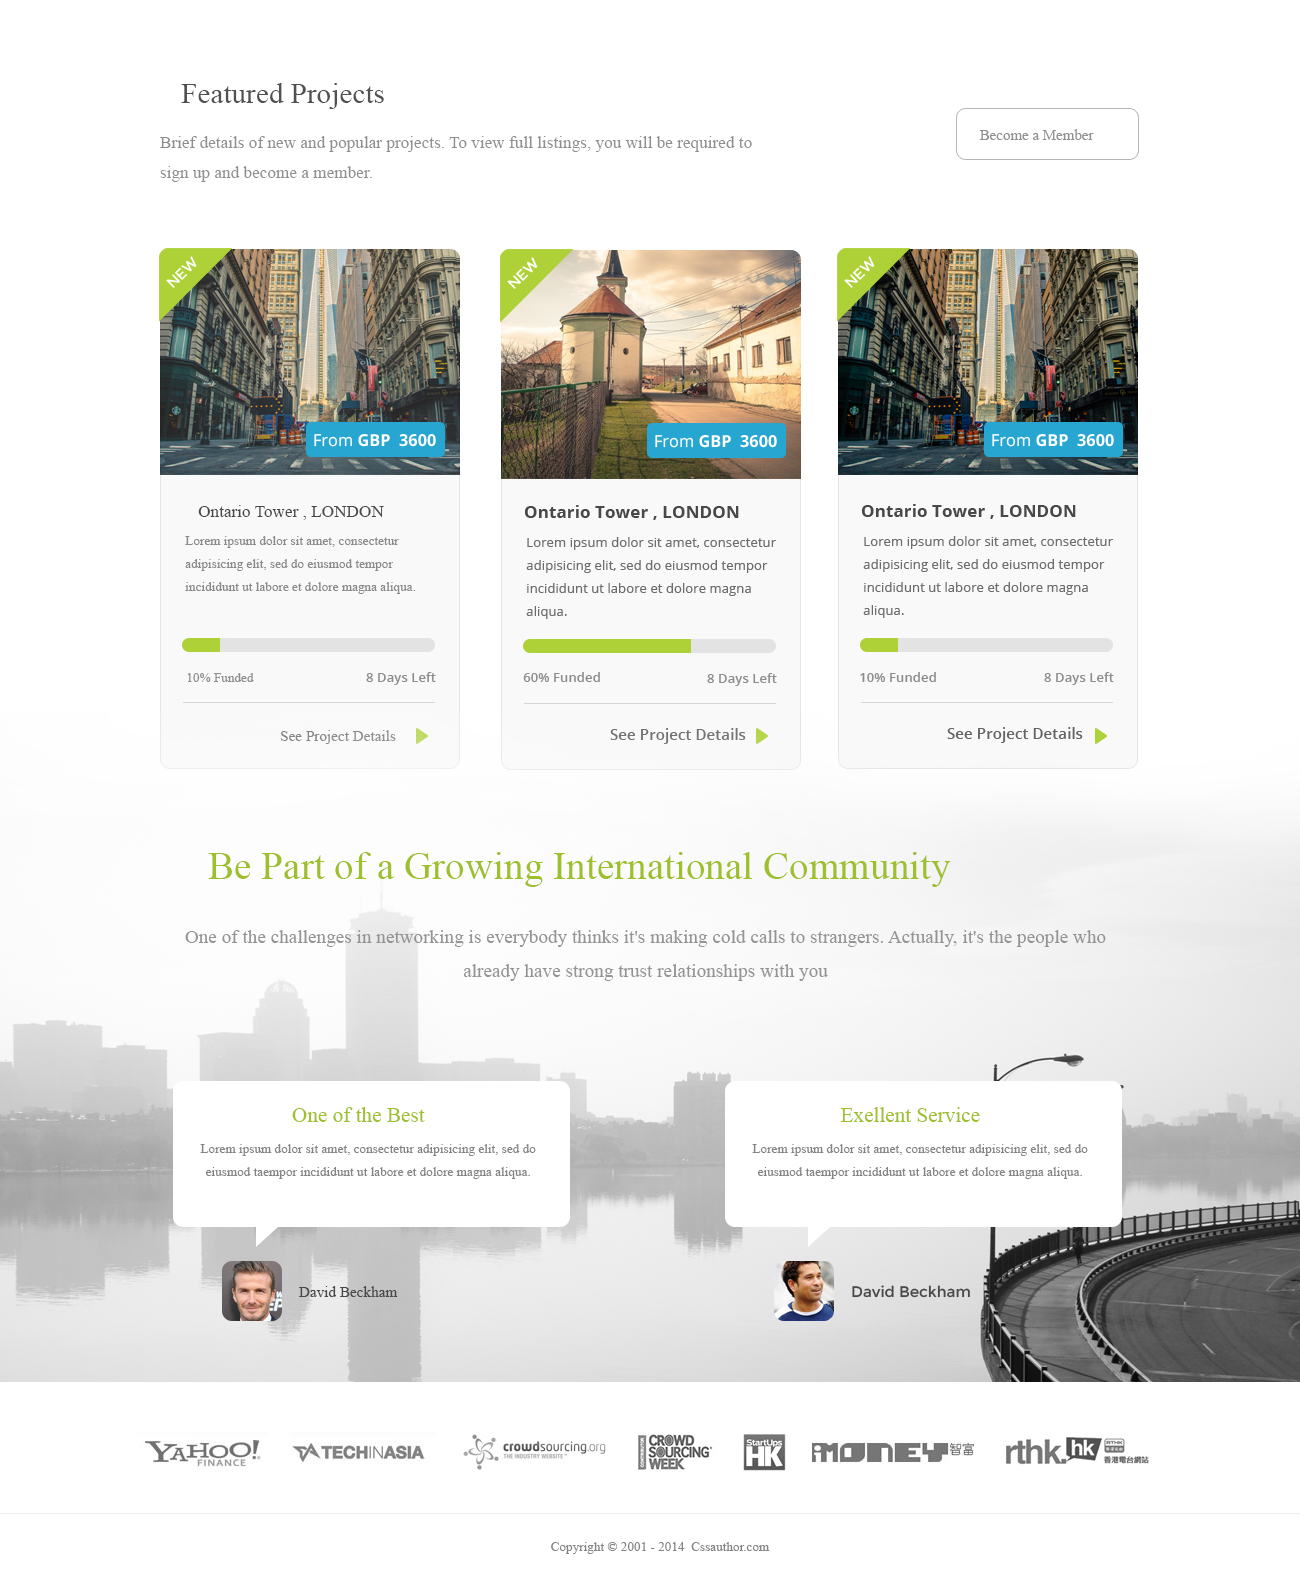 Featured Projects
Brief details of new and popular projects. To view full listings, you will be required to
sign up and become a member.
Become a Member
NEW
From GBP 3600
Ontario Tower , LONDON
Lorem ipsum dolor sit amet, consectetur
adipisicing elit, sed do eiusmod tempor
incididunt ut labore et dolore magna aliqua.
10% Funded
8 Days Left
See Project Details
NEW
From GBP 3600
Ontario Tower , LONDON
Lorem ipsum dolor sit amet, consectetur
adipisicing elit, sed do eiusmod tempor
incididunt ut labore et dolore magna
aliqua.
60% Funded
8 Days Left
See Project Details
NEW
From GBP 3600
Ontario Tower , LONDON
Lorem ipsum dolor sit amet, consectetur
adipisicing elit, sed do eiusmod tempor
incididunt ut labore et dolore magna
aliqua.
10% Funded
8 Days Left
See Project Details
Be Part of a Growing International Community
One of the challenges in networking is everybody thinks it's making cold calls to strangers. Actually, it's the people who
already have strong trust relationships with you
One of the Best
Lorem ipsum dolor sit amet, consectetur adipisicing elit, sed do
eiusmod taempor incididunt ut labore et dolore magna aliqua.
David Beckham
Exellent Service
Lorem ipsum dolor sit amet, consectetur adipisicing elit, sed do
eiusmod taempor incididunt ut labore et dolore magna aliqua.
David Beckham
YAHOO!
FINANCE
TECHINASIA
crowdsourcing.org
THE INDUSTRY WEBSITE™
CROWD
SOURCING
WEEK
StartUps
HK
iMONEY智富
rthk.hk
香港電台網站
Copyright © 2001 - 2014 Cssauthor.com